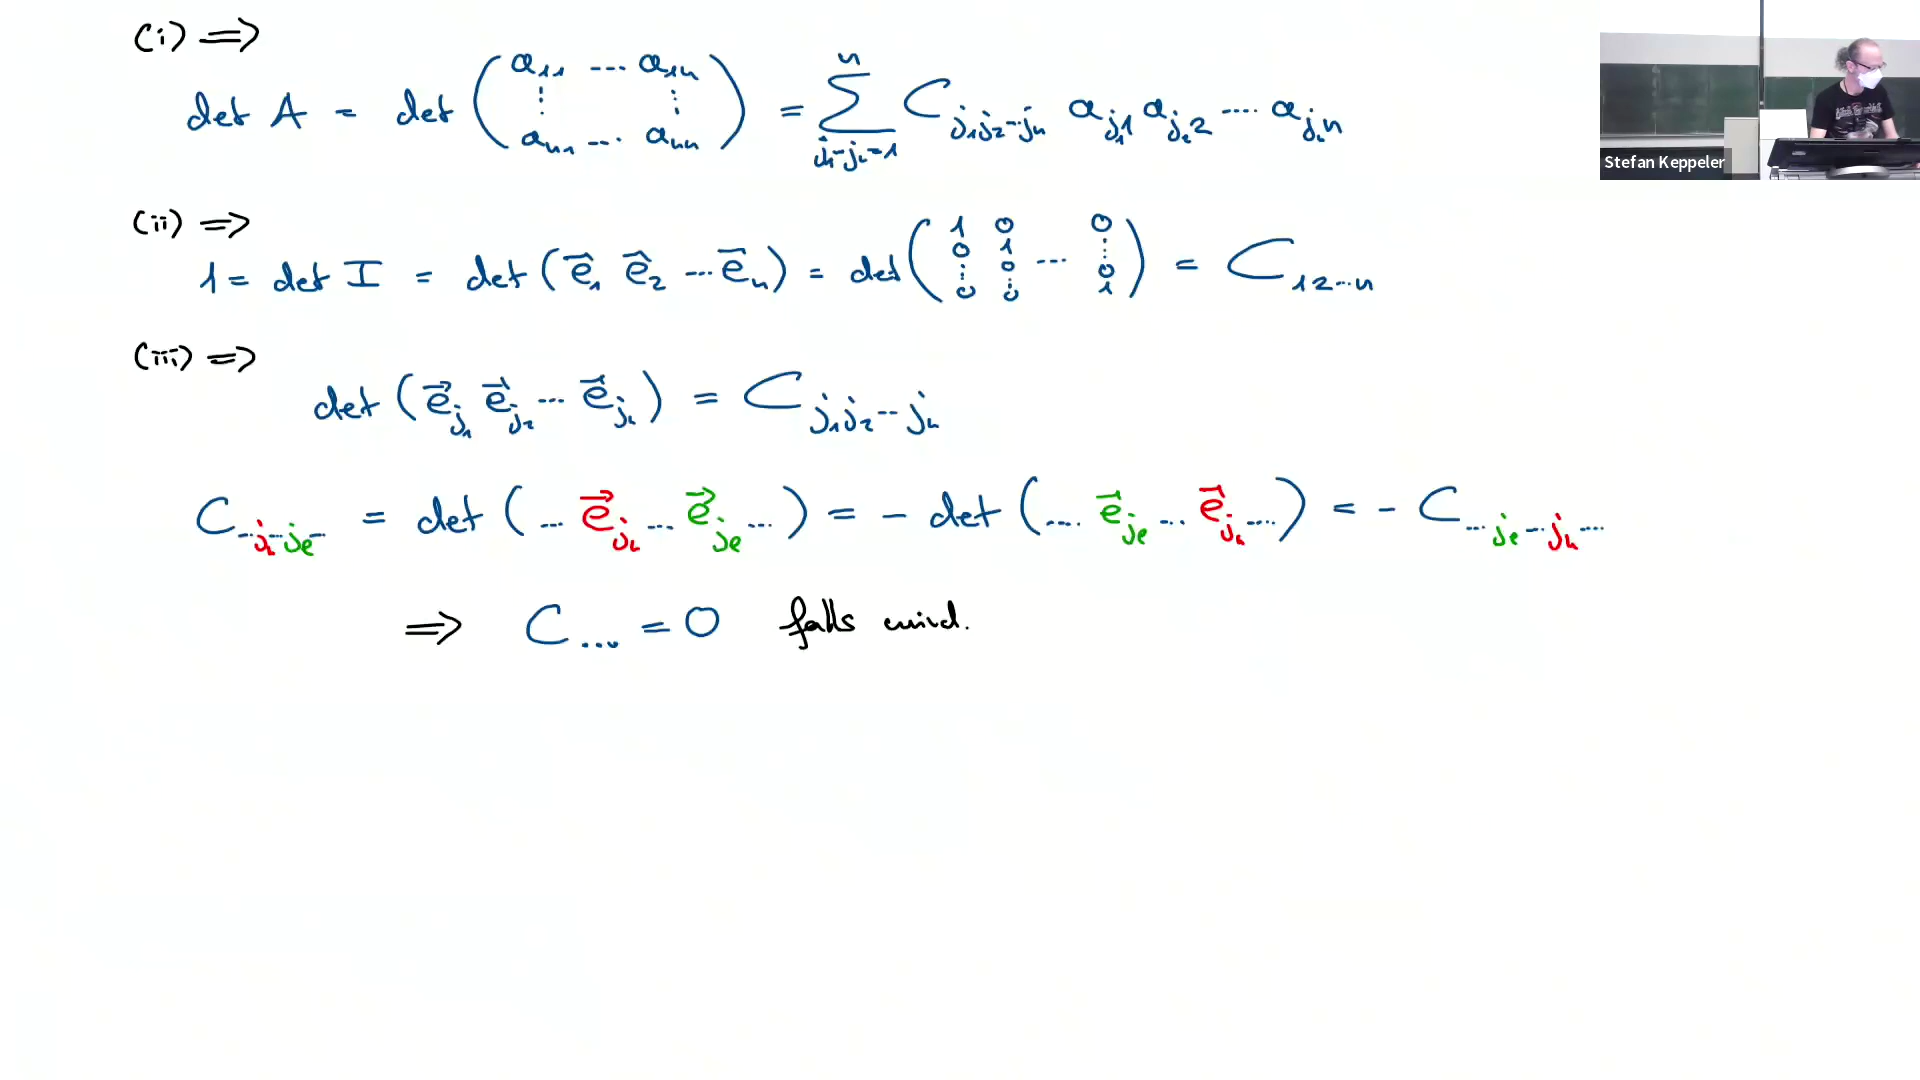 (i) ⟹
det A = det ( a₁₁ ⋯ a₁ₙ ⋮ ⋮ aₙ₁ ⋯ aₙₙ ) = Σ_{j₁⋯jₙ=1}^{n} C_{j₁j₂⋯jₙ} a_{j₁1} a_{j₂2} ⋯ a_{jₙn}
Stefan Keppeler
(ii) ⟹
1 = det I = det ( e⃗₁ e⃗₂ ⋯ e⃗ₙ ) = det ( 1 0 ⋮ 0 0 1 0 ⋮ 0 ⋯ 0 ⋮ 0 1 ) = C_{12⋯n}
(iii) ⟹
det ( e⃗_{j₁} e⃗_{j₂} ⋯ e⃗_{jₙ} ) = C_{j₁j₂⋯jₙ}
C_{⋯jₖ⋯jₗ⋯} = det ( ⋯ e⃗_{jₖ} ⋯ e⃗_{jₗ} ⋯ ) = − det ( ⋯ e⃗_{jₗ} ⋯ e⃗_{jₖ} ⋯ ) = − C_{⋯jₗ⋯jₖ⋯}
⟹ C_{⋯} = 0 falls mind.